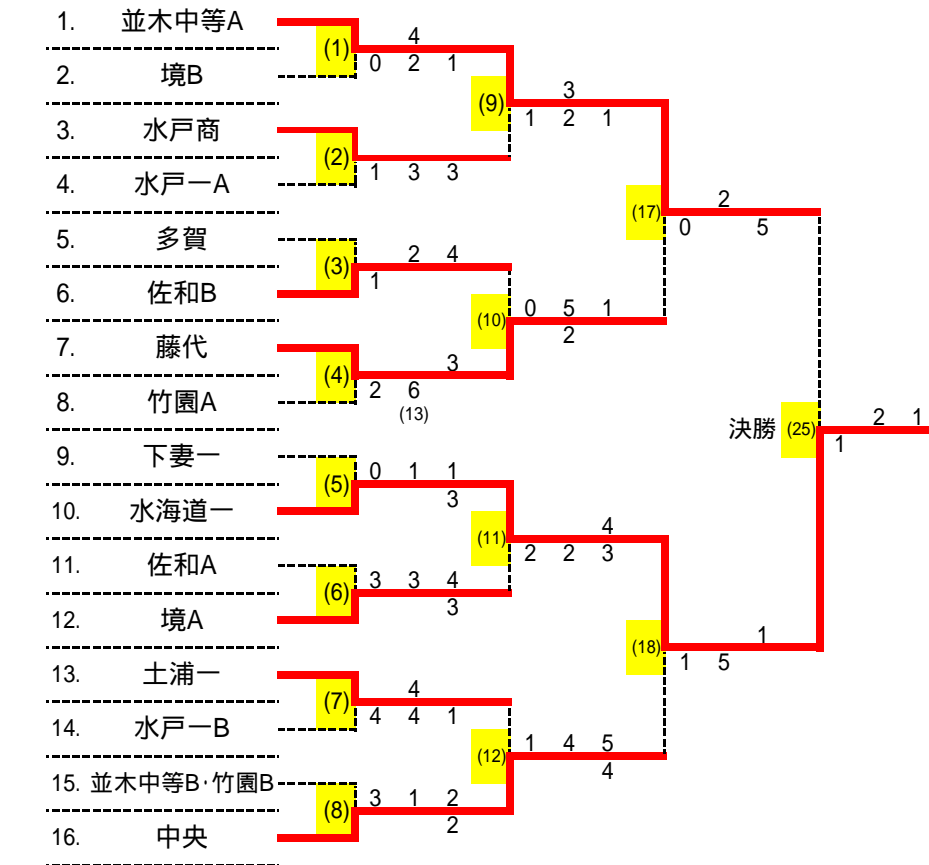 1. 並木中等A
(1)
4
0 2 1
2. 境B
(9)
3
1 2 1
3. 水戸商
(2)
1 3 3
4. 水戸一A
(17)
2
0 5
5. 多賀
(3)
2 4
1
6. 佐和B
(10)
0 5 1
2
7. 藤代
(4)
3
2 6
(13)
8. 竹園A
決勝 (25)
2 1
1
9. 下妻一
(5)
0 1 1
3
10. 水海道一
(11)
4
2 2 3
11. 佐和A
(6)
3 3 4
3
12. 境A
(18)
1
1 5
13. 土浦一
(7)
4
4 4 1
14. 水戸一B
(12)
1 4 5
4
15. 並木中等B・竹園B
(8)
3 1 2
2
16. 中央